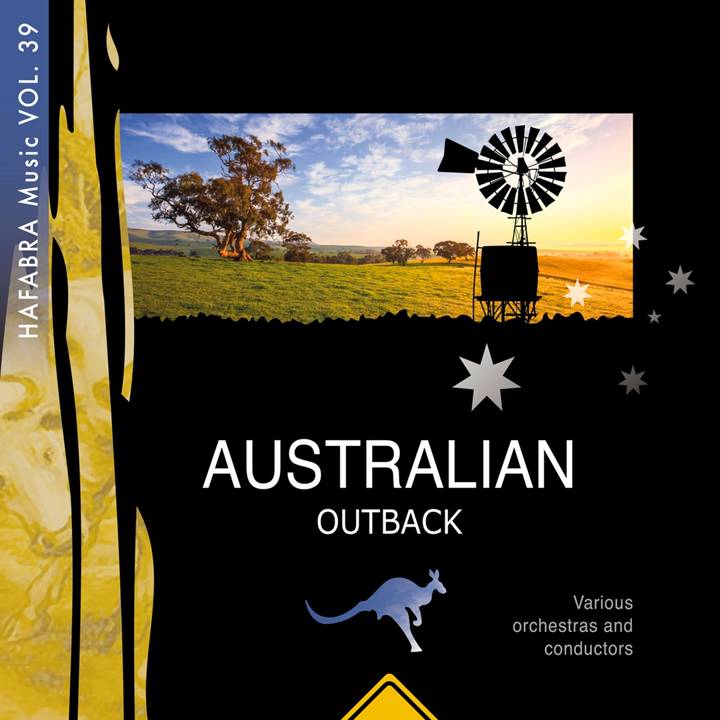 HAFABRA Music VOL. 39
AUSTRALIAN
OUTBACK
Various
orchestras and
conductors